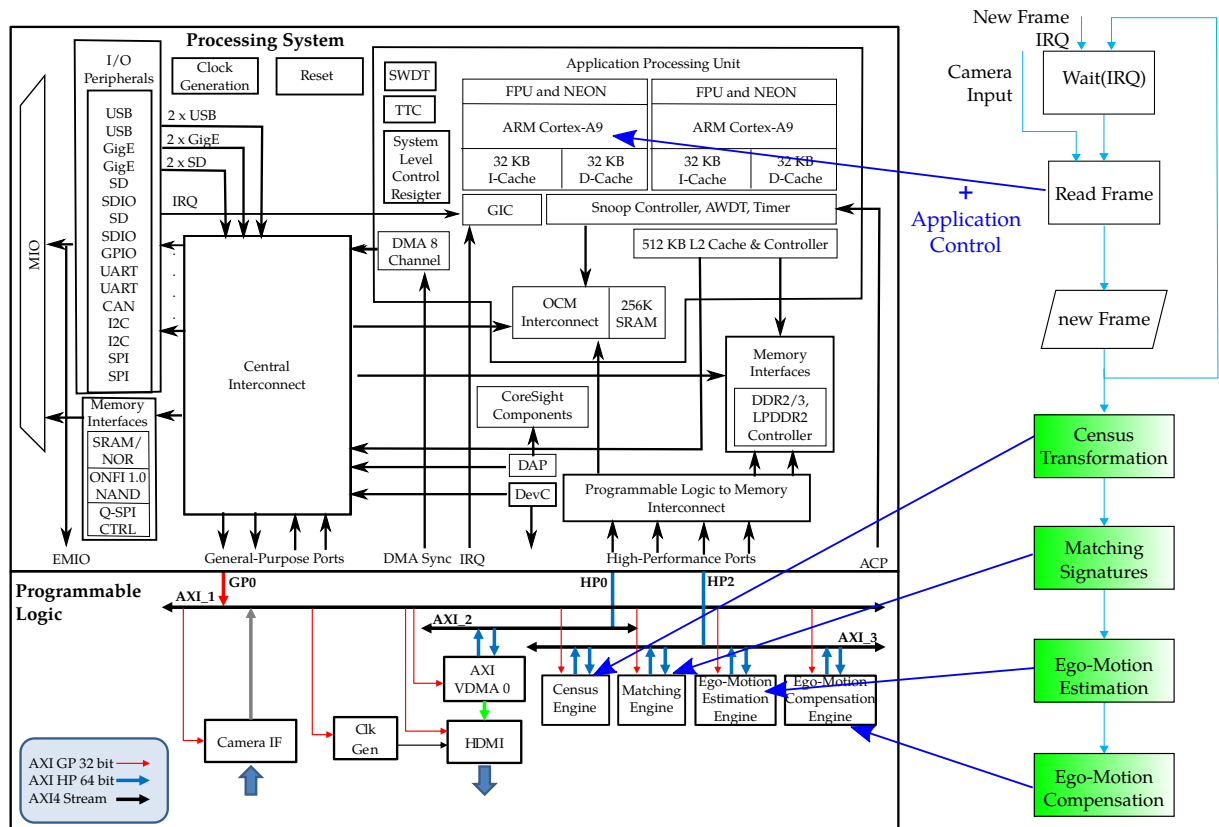 Processing System
I/O
Peripherals
USB
USB
GigE
GigE
SD
SDIO
SD
SDIO
GPIO
UART
UART
CAN
I2C
I2C
SPI
SPI
MIO
Clock
Generation
Reset
2 x USB
2 x GigE
2 x SD
IRQ
SWDT
TTC
System
Level
Control
Resigter
Application Processing Unit
FPU and NEON
ARM Cortex-A9
32 KB
I-Cache
32 KB
D-Cache
FPU and NEON
ARM Cortex-A9
32 KB
I-Cache
32 KB
D-Cache
GIC
Snoop Controller, AWDT, Timer
DMA 8
Channel
512 KB L2 Cache & Controller
OCM
Interconnect
256K
SRAM
Central
Interconnect
Memory
Interfaces
DDR2/3,
LPDDR2
Controller
CoreSight
Components
DAP
DevC
Programmable Logic to Memory
Interconnect
Memory
Interfaces
SRAM/
NOR
ONFI 1.0
NAND
Q-SPI
CTRL
EMIO
General-Purpose Ports
DMA Sync
IRQ
High-Performance Ports
ACP
Programmable
Logic
GP0
HP0
HP2
AXI_1
AXI_2
AXI_3
AXI
VDMA 0
Census
Engine
Matching
Engine
Ego-Motion
Estimation
Engine
Ego-Motion
Compensation
Engine
Camera IF
Clk
Gen
HDMI
AXI GP 32 bit
AXI HP 64 bit
AXI4 Stream
New Frame
IRQ
Camera
Input
Wait(IRQ)
Read Frame
+
Application
Control
new Frame
Census
Transformation
Matching
Signatures
Ego-Motion
Estimation
Ego-Motion
Compensation